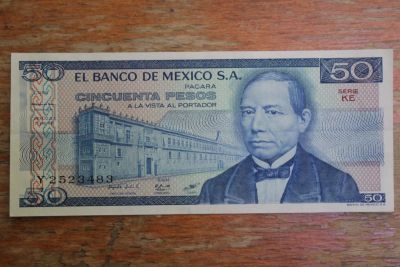 50 EL BANCO DE MEXICO S.A. 50
PAGARA
CINCUENTA PESOS
A LA VISTA AL PORTADOR
SERIE
KE
Y2523483
50
50